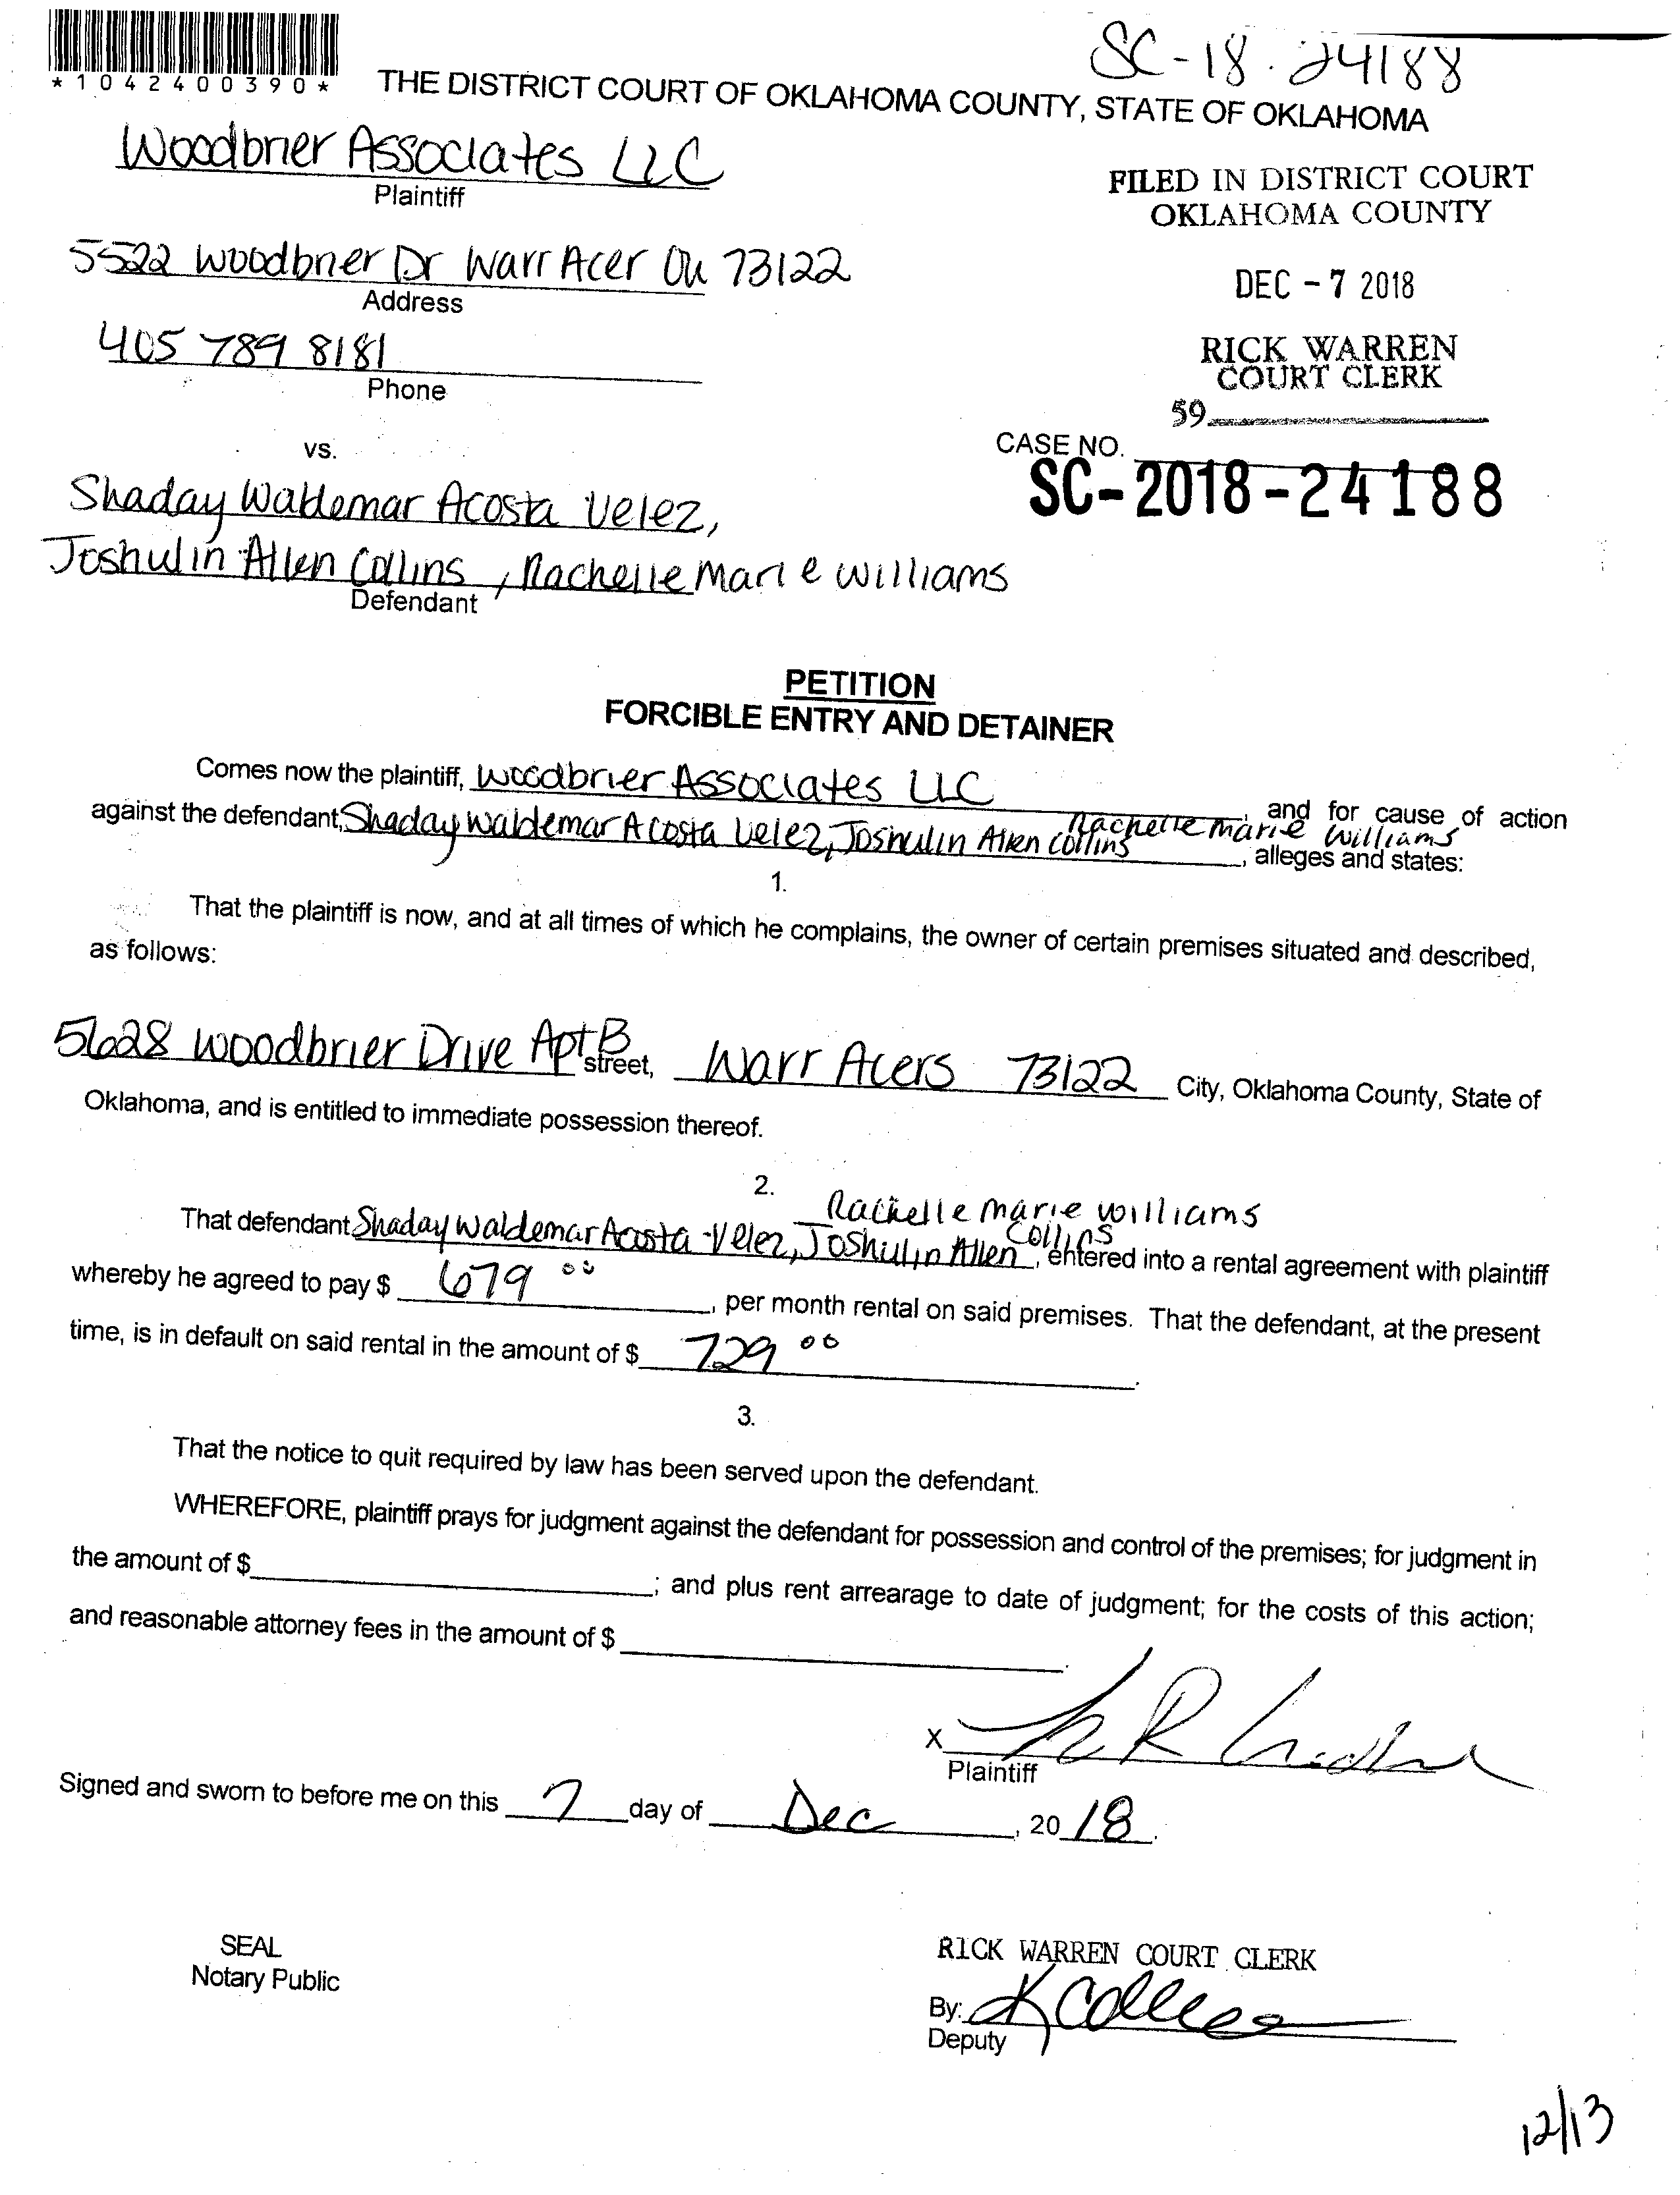 SC-18-24188
*1042400390*
THE DISTRICT COURT OF OKLAHOMA COUNTY, STATE OF OKLAHOMA
Woodbrier Associates LLC
Plaintiff
FILED IN DISTRICT COURT
OKLAHOMA COUNTY
5522 Woodbrier Dr Warr Acer OK 73122
Address
DEC - 7 2018
405 789 8181
Phone
RICK WARREN
COURT CLERK
59
vs.
CASE NO.
SC-2018-24188
Shaday Waldemar Acosta Velez,
Joshulin Allen Collins, Rachelle Marie Williams
Defendant
PETITION
FORCIBLE ENTRY AND DETAINER
Comes now the plaintiff, Woodbrier Associates LLC, and for cause of action
against the defendant, Shaday Waldemar Acosta Velez, Joshulin Allen Collins Rachelle Marie Williams, alleges and states:
1.
That the plaintiff is now, and at all times of which he complains, the owner of certain premises situated and described,
as follows:
5628 Woodbrier Drive Apt B street, Warr Acers 73122 City, Oklahoma County, State of
Oklahoma, and is entitled to immediate possession thereof.
2.
Rachelle Marie Williams
That defendant Shaday Waldemar Acosta-Velez, Joshulin Allen Collins, entered into a rental agreement with plaintiff
whereby he agreed to pay $ 679 00, per month rental on said premises. That the defendant, at the present
time, is in default on said rental in the amount of $ 729 00.
3.
That the notice to quit required by law has been served upon the defendant.
WHEREFORE, plaintiff prays for judgment against the defendant for possession and control of the premises; for judgment in
the amount of $ ; and plus rent arrearage to date of judgment; for the costs of this action;
and reasonable attorney fees in the amount of $ .
X
Plaintiff
Signed and sworn to before me on this 7 day of Dec, 2018.
SEAL
Notary Public
RICK WARREN COURT CLERK
By:
Deputy
12/13